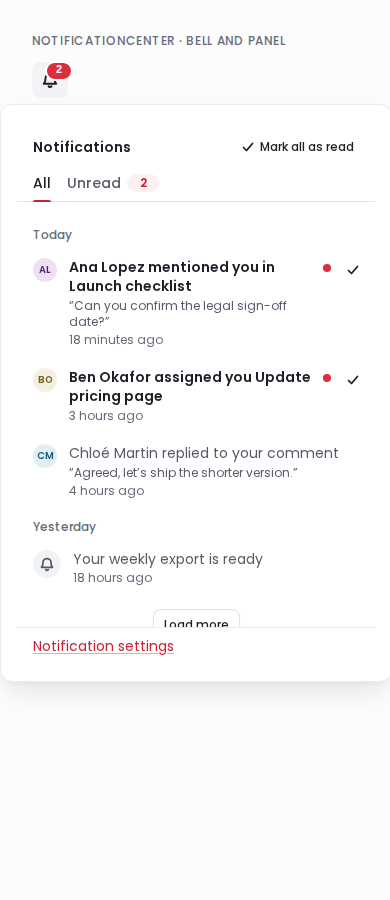 NOTIFICATIONCENTER · BELL AND PANEL
2
Notifications
Mark all as read
All
Unread 2
Today
AL
Ana Lopez mentioned you in
Launch checklist
“Can you confirm the legal sign-off
date?”
18 minutes ago
BO
Ben Okafor assigned you Update
pricing page
3 hours ago
CM
Chloé Martin replied to your comment
“Agreed, let’s ship the shorter version.”
4 hours ago
Yesterday
Your weekly export is ready
18 hours ago
Load more
Notification settings